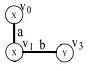 X v₀
a
X v₁ b Y v₃